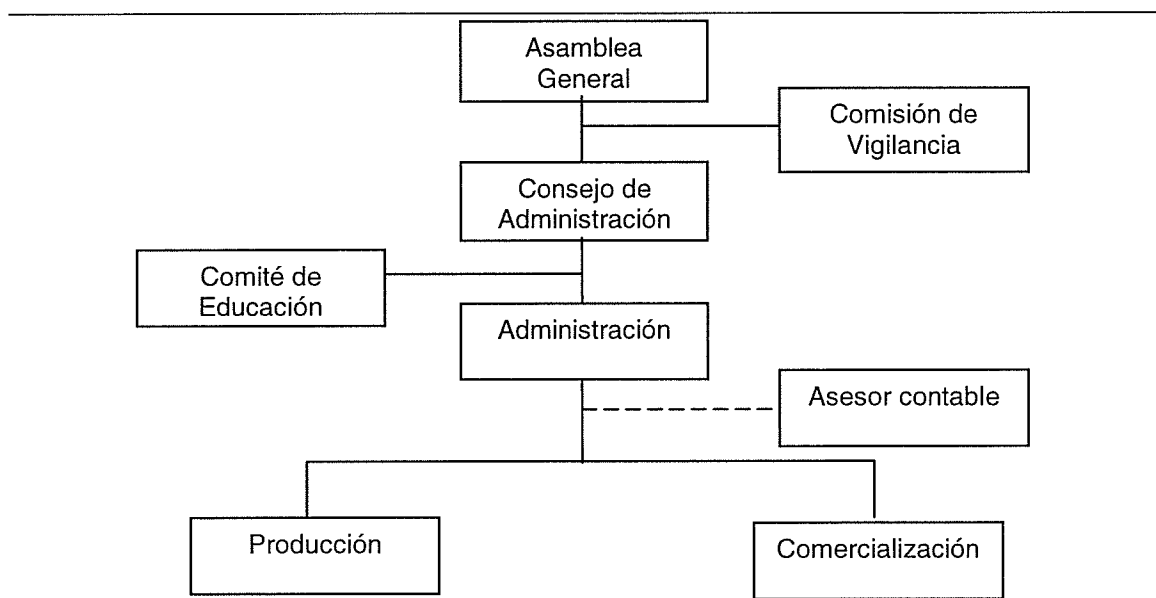 Asamblea
General
Comisión de
Vigilancia
Consejo de
Administración
Comité de
Educación
Administración
Asesor contable
Producción
Comercialización